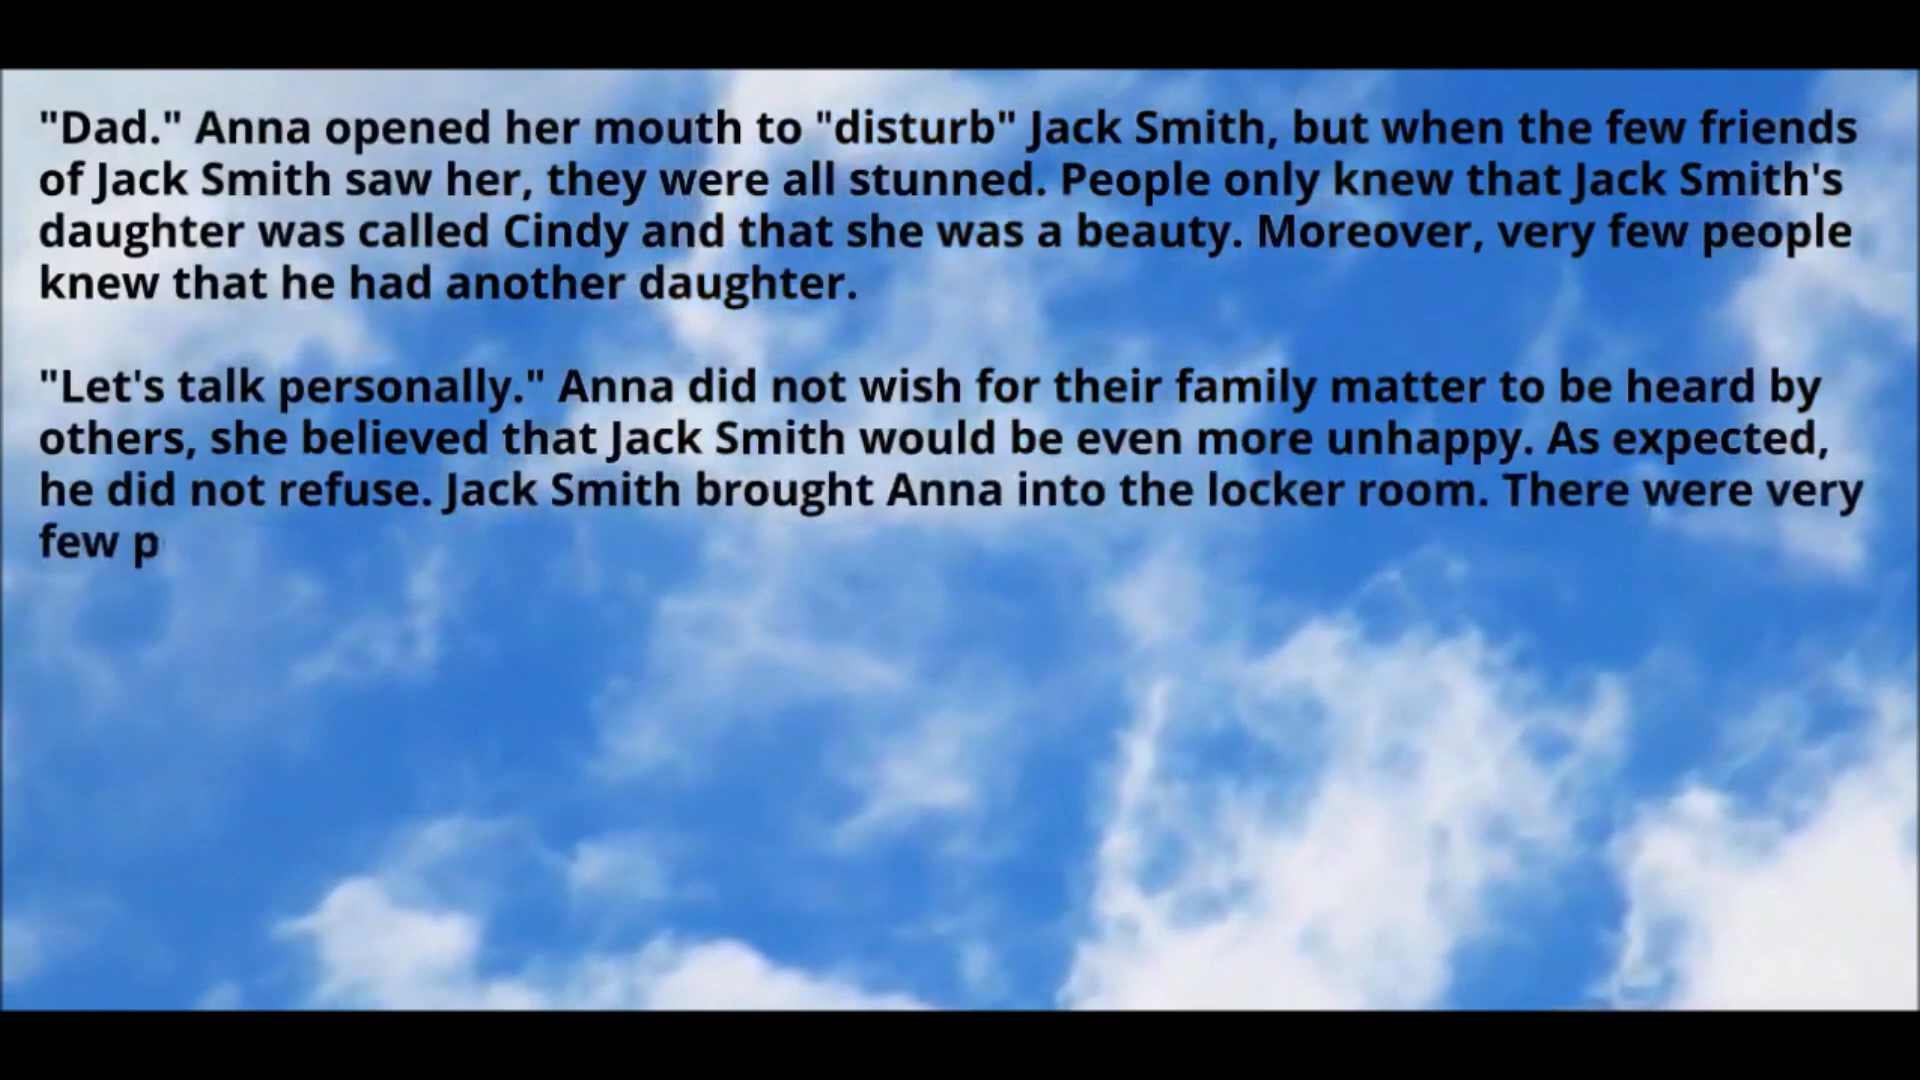 "Dad." Anna opened her mouth to "disturb" Jack Smith, but when the few friends
of Jack Smith saw her, they were all stunned. People only knew that Jack Smith's
daughter was called Cindy and that she was a beauty. Moreover, very few people
knew that he had another daughter.
"Let's talk personally." Anna did not wish for their family matter to be heard by
others, she believed that Jack Smith would be even more unhappy. As expected,
he did not refuse. Jack Smith brought Anna into the locker room. There were very
few p